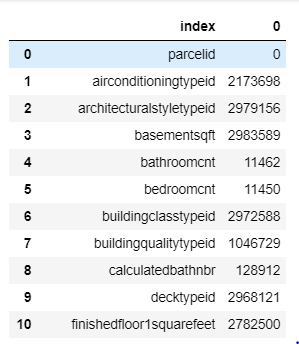 index 0
0 parcelid 0
1 airconditioningtypeid 2173698
2 architecturalstyletypeid 2979156
3 basementsqft 2983589
4 bathroomcnt 11462
5 bedroomcnt 11450
6 buildingclasstypeid 2972588
7 buildingqualitytypeid 1046729
8 calculatedbathnbr 128912
9 decktypeid 2968121
10 finishedfloor1squarefeet 2782500